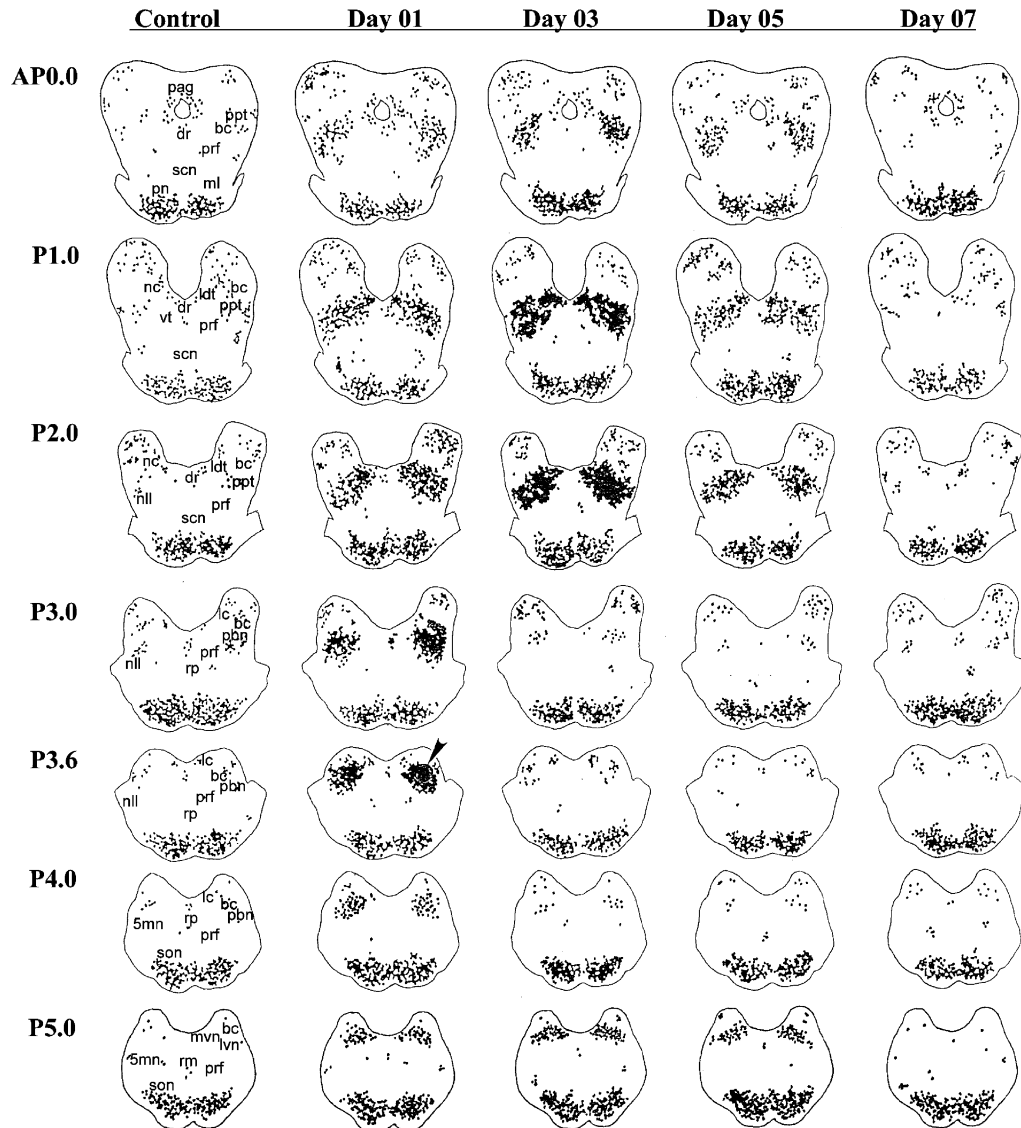 Control Day 01 Day 03 Day 05 Day 07
AP0.0
pag
ppt
bc
dr
prf
scn
pn ml
P1.0
nc ldt bc
dr ppt
vt prf
scn
P2.0
nc ldt bc
dr ppt
nll prf
scn
P3.0
lc
bc
pbn
prf
nll rp
P3.6
lc
bc
pbn
nll prf
rp
P4.0
lc
bc
rp pbn
5mn
prf
son
P5.0
bc
mvn
lvn
5mn rm prf
son